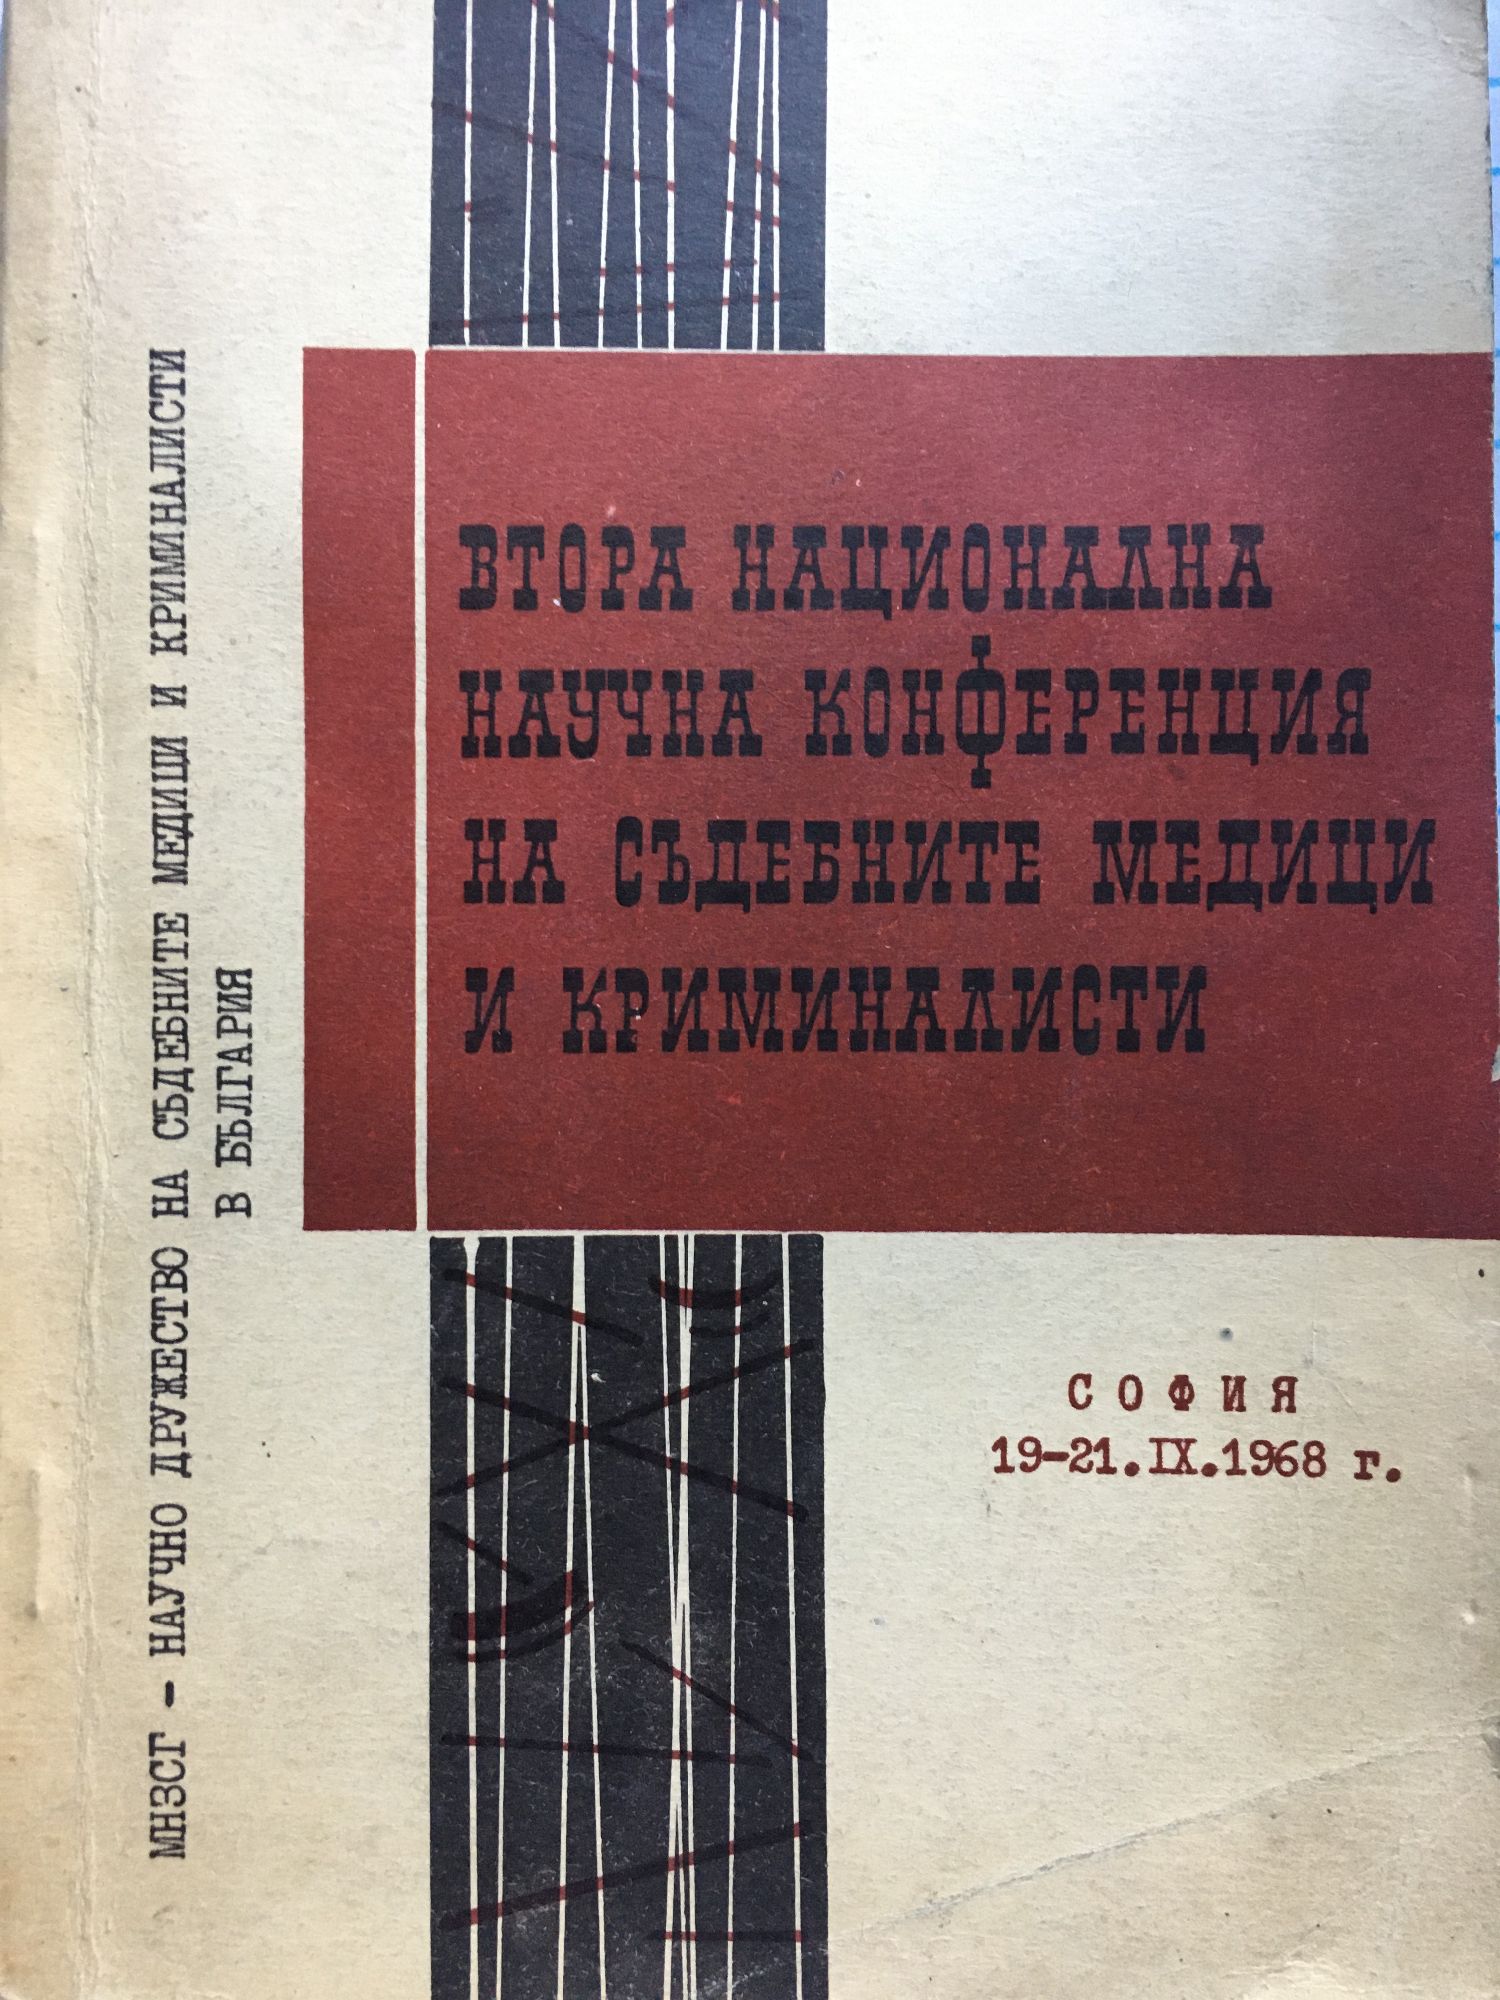 МНЗСГ - НАУЧНО ДРУЖЕСТВО НА СЪДЕБНИТЕ МЕДИЦИ И КРИМИНАЛИСТИ
В БЪЛГАРИЯ
ВТОРА НАЦИОНАЛНА
НАУЧНА КОНФЕРЕНЦИЯ
НА СЪДЕБНИТЕ МЕДИЦИ
И КРИМИНАЛИСТИ
СОФИЯ
19-21.IX.1968 г.